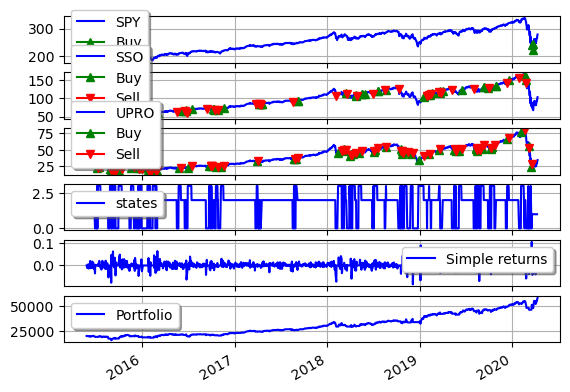 300
200
SPY
Buy
150
100
50
SSO
Buy
Sell
75
50
25
UPRO
Buy
Sell
2.5
0.0
states
0.1
0.0
Simple returns
50000
25000
Portfolio
2016 2017 2018 2019 2020